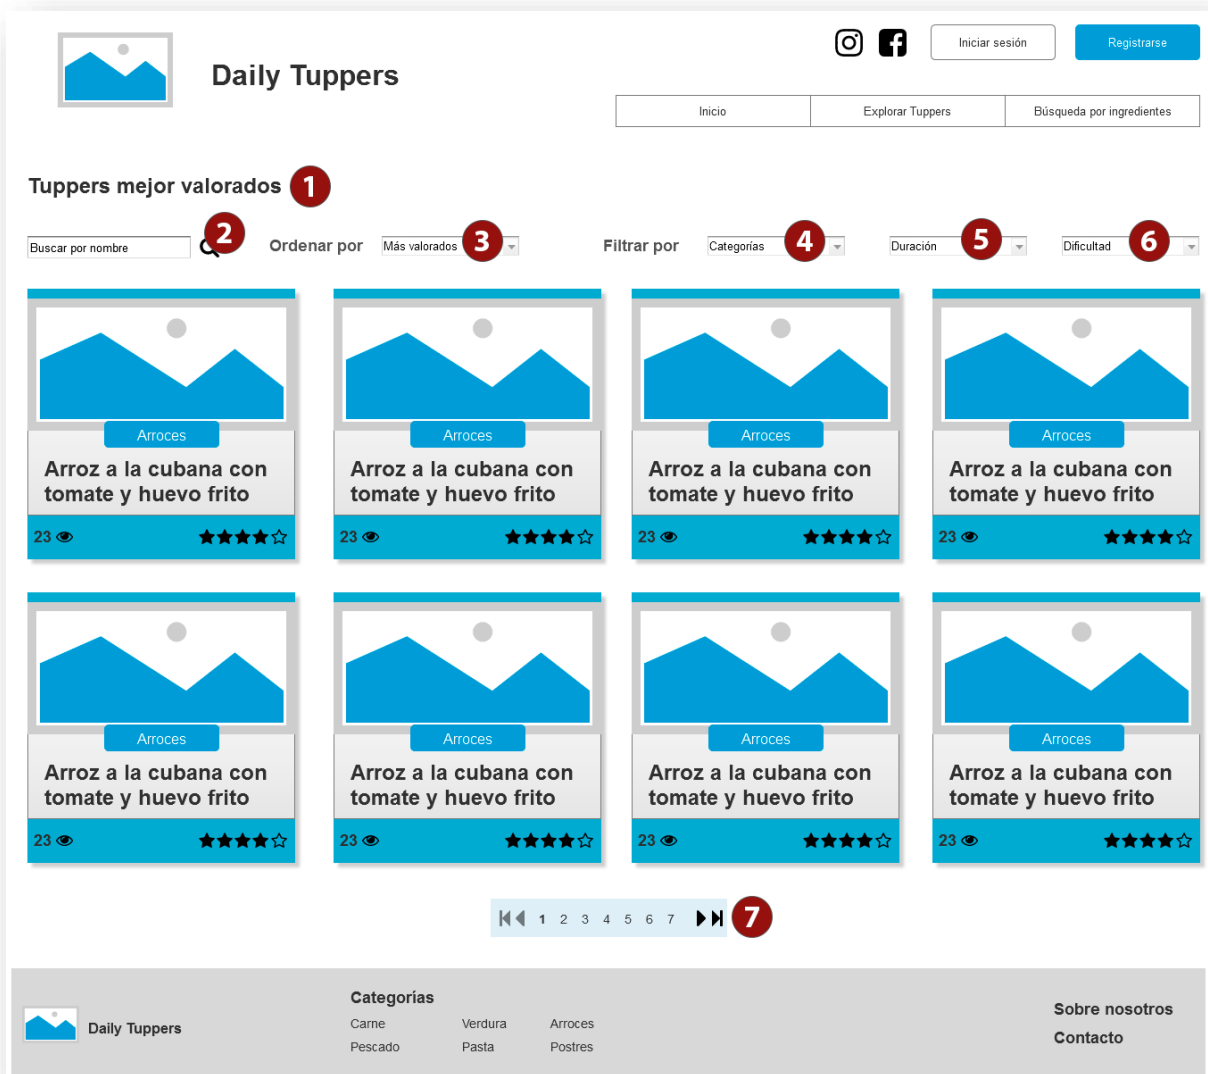 Daily Tuppers
Iniciar sesión
Registrarse
Inicio
Explorar Tuppers
Búsqueda por ingredientes
Tuppers mejor valorados 1
Buscar por nombre 2
Ordenar por
Más valorados 3
Filtrar por
Categorías 4
Duración 5
Dificultad 6
Arroces
Arroz a la cubana con
tomate y huevo frito
23
Arroces
Arroz a la cubana con
tomate y huevo frito
23
Arroces
Arroz a la cubana con
tomate y huevo frito
23
Arroces
Arroz a la cubana con
tomate y huevo frito
23
Arroces
Arroz a la cubana con
tomate y huevo frito
23
Arroces
Arroz a la cubana con
tomate y huevo frito
23
Arroces
Arroz a la cubana con
tomate y huevo frito
23
Arroces
Arroz a la cubana con
tomate y huevo frito
23
1 2 3 4 5 6 7
7
Daily Tuppers
Categorías
Carne Verdura Arroces
Pescado Pasta Postres
Sobre nosotros
Contacto